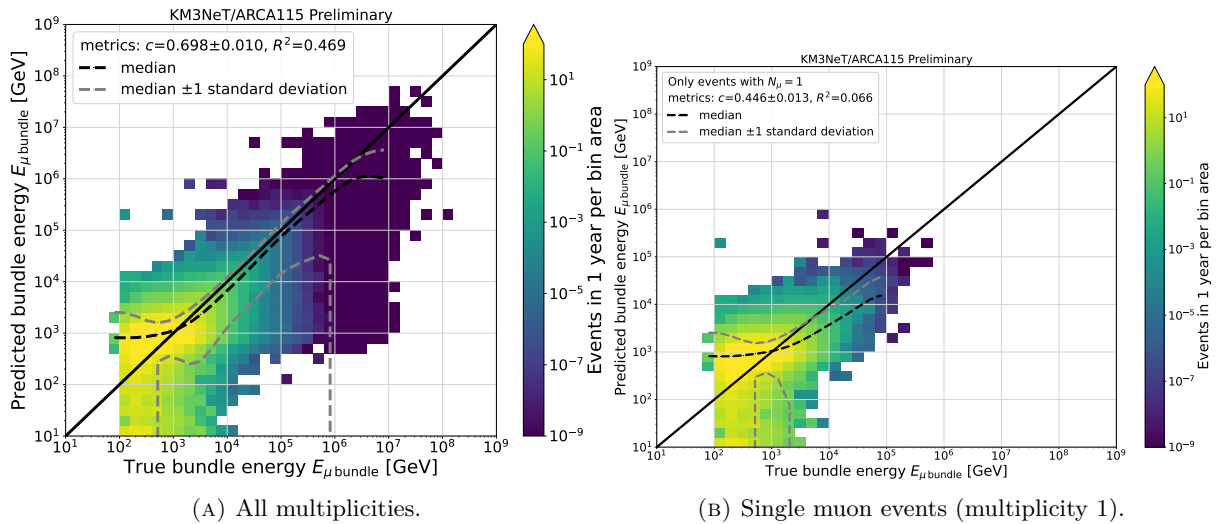 KM3NeT/ARCA115 Preliminary
metrics: c=0.698±0.010, R²=0.469
median
median ±1 standard deviation
Predicted bundle energy E_μ bundle [GeV]
10⁹
10⁸
10⁷
10⁶
10⁵
10⁴
10³
10²
10¹
10¹ 10² 10³ 10⁴ 10⁵ 10⁶ 10⁷ 10⁸ 10⁹
True bundle energy E_μ bundle [GeV]
10¹
10⁻¹
10⁻³
10⁻⁵
10⁻⁷
10⁻⁹
Events in 1 year per bin area
(A) All multiplicities.
KM3NeT/ARCA115 Preliminary
Only events with N_μ = 1
metrics: c=0.446±0.013, R²=0.066
median
median ±1 standard deviation
Predicted bundle energy E_μ bundle [GeV]
10⁹
10⁸
10⁷
10⁶
10⁵
10⁴
10³
10²
10¹
10¹ 10² 10³ 10⁴ 10⁵ 10⁶ 10⁷ 10⁸ 10⁹
True bundle energy E_μ bundle [GeV]
10¹
10⁻¹
10⁻³
10⁻⁵
10⁻⁷
10⁻⁹
Events in 1 year per bin area
(B) Single muon events (multiplicity 1).